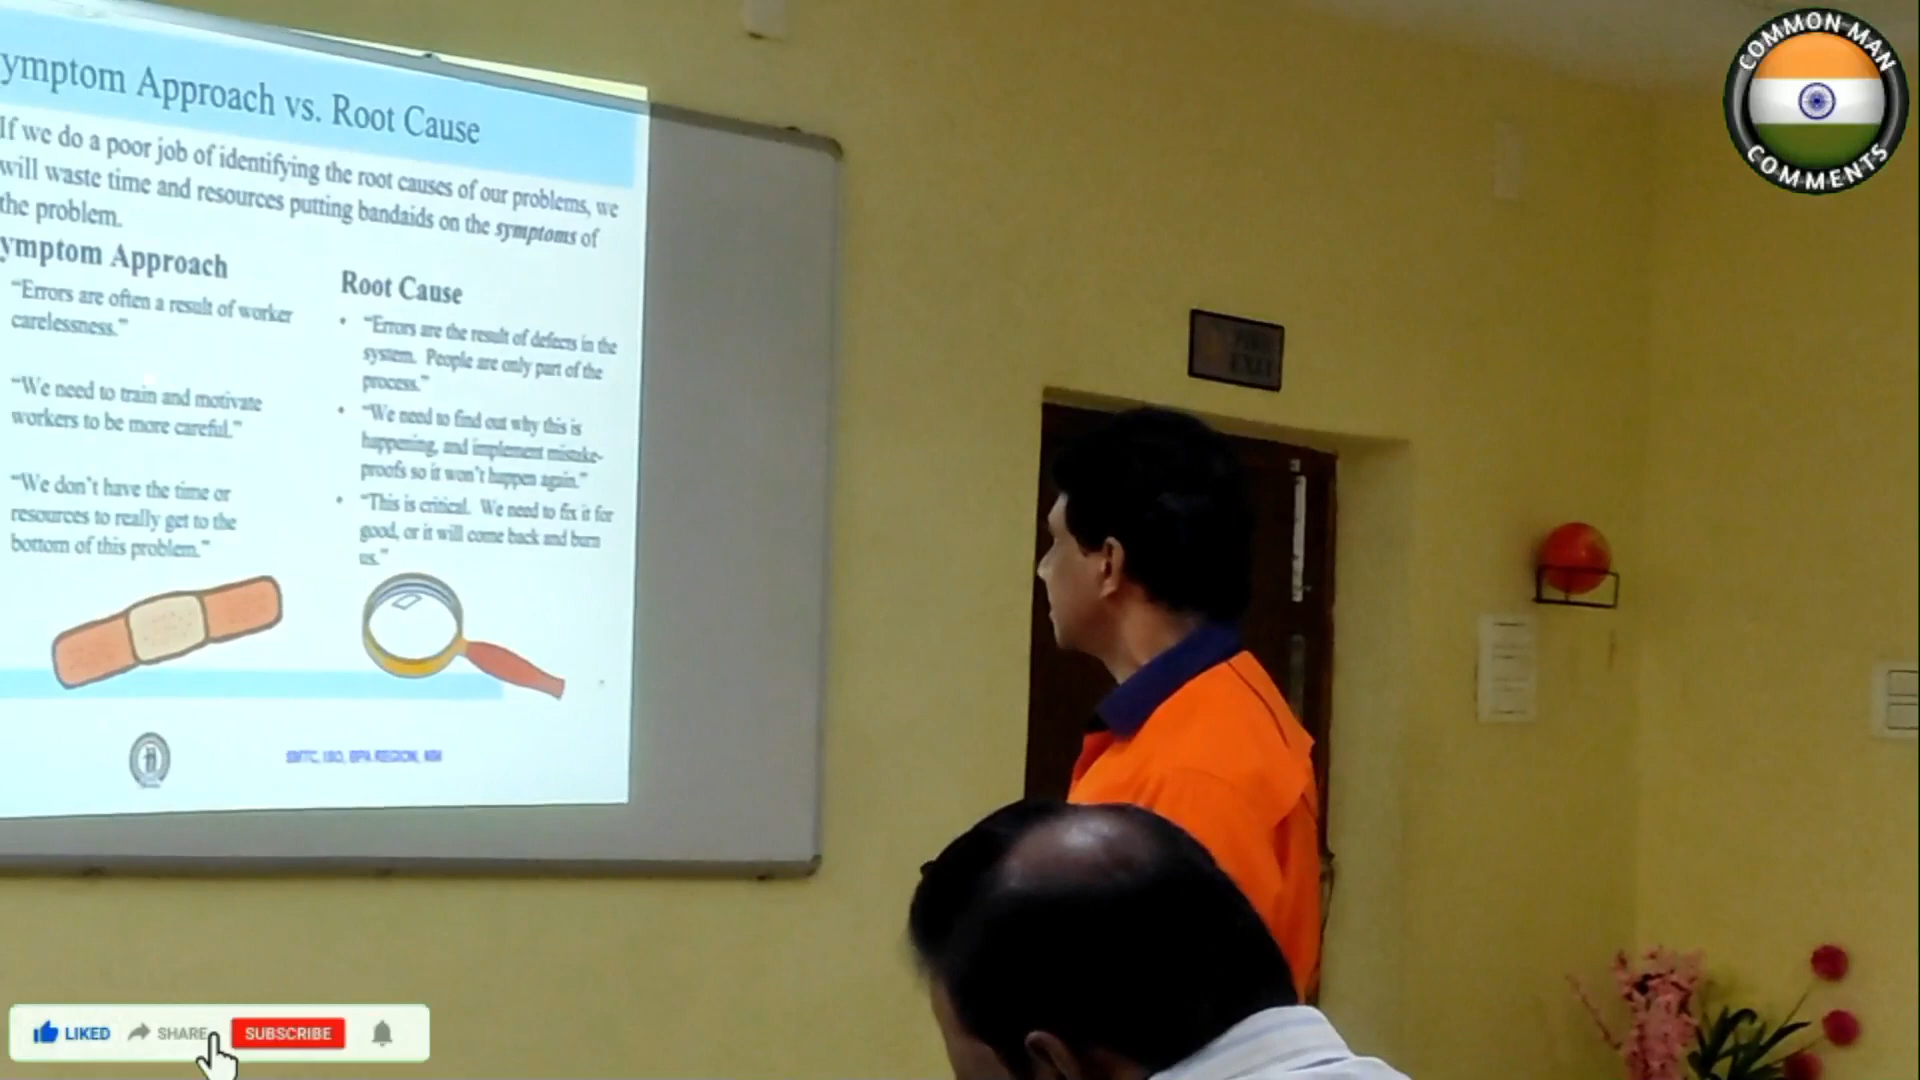 ymptom Approach vs. Root Cause
If we do a poor job of identifying the root causes of our problems, we
will waste time and resources putting bandaids on the symptoms of
the problem.
ymptom Approach
"Errors are often a result of worker
carelessness."
"We need to train and motivate
workers to be more careful."
"We don't have the time or
resources to really get to the
bottom of this problem."
Root Cause
• "Errors are the result of defects in the
system. People are only part of the
process."
• "We need to find out why this is
happening, and implement mistake-
proofs so it won't happen again."
• "This is critical. We need to fix it for
good, or it will come back and burn
us."
REGION,
EXIT
COMMON MAN
COMMENTS
LIKED
SHARE
SUBSCRIBE